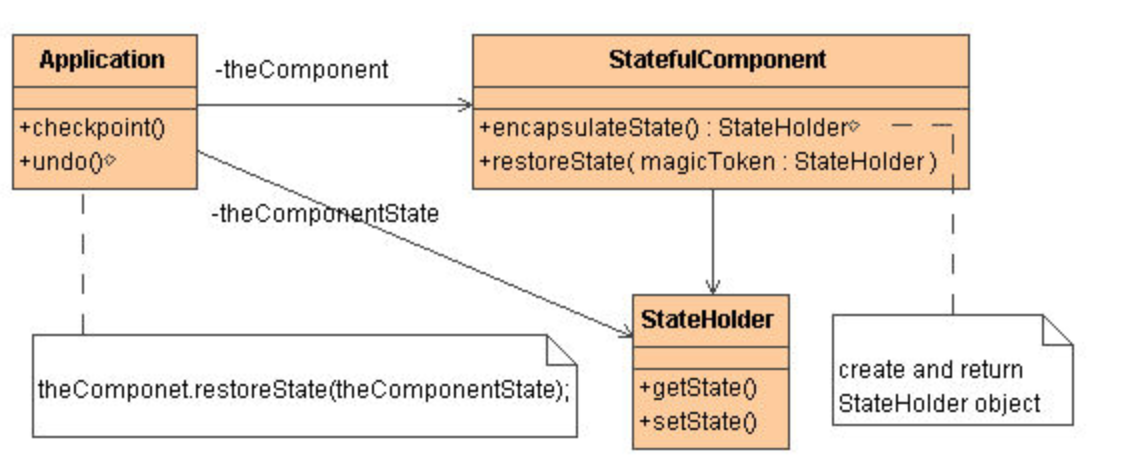 Application
+checkpoint()
+undo()
-theComponent
StatefulComponent
+encapsulateState() : StateHolder
+restoreState( magicToken : StateHolder )
-theComponentState
StateHolder
+getState()
+setState()
theComponet.restoreState(theComponentState);
create and return
StateHolder object